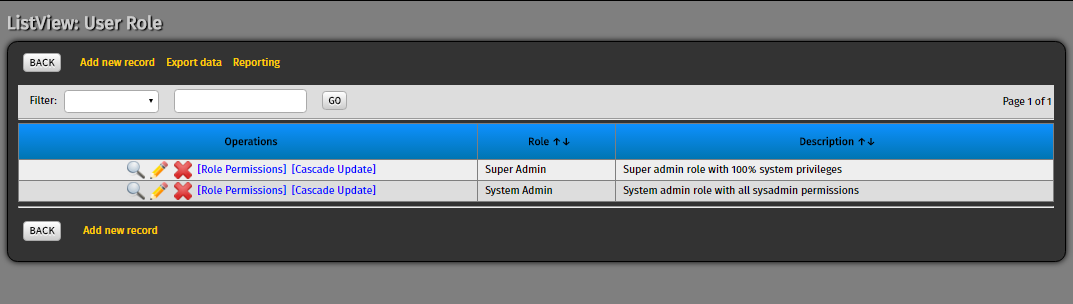 ListView: User Role
BACK Add new record Export data Reporting
Filter: GO Page 1 of 1
Operations Role ↑↓ Description ↑↓
[Role Permissions] [Cascade Update] Super Admin Super admin role with 100% system privileges
[Role Permissions] [Cascade Update] System Admin System admin role with all sysadmin permissions
BACK Add new record